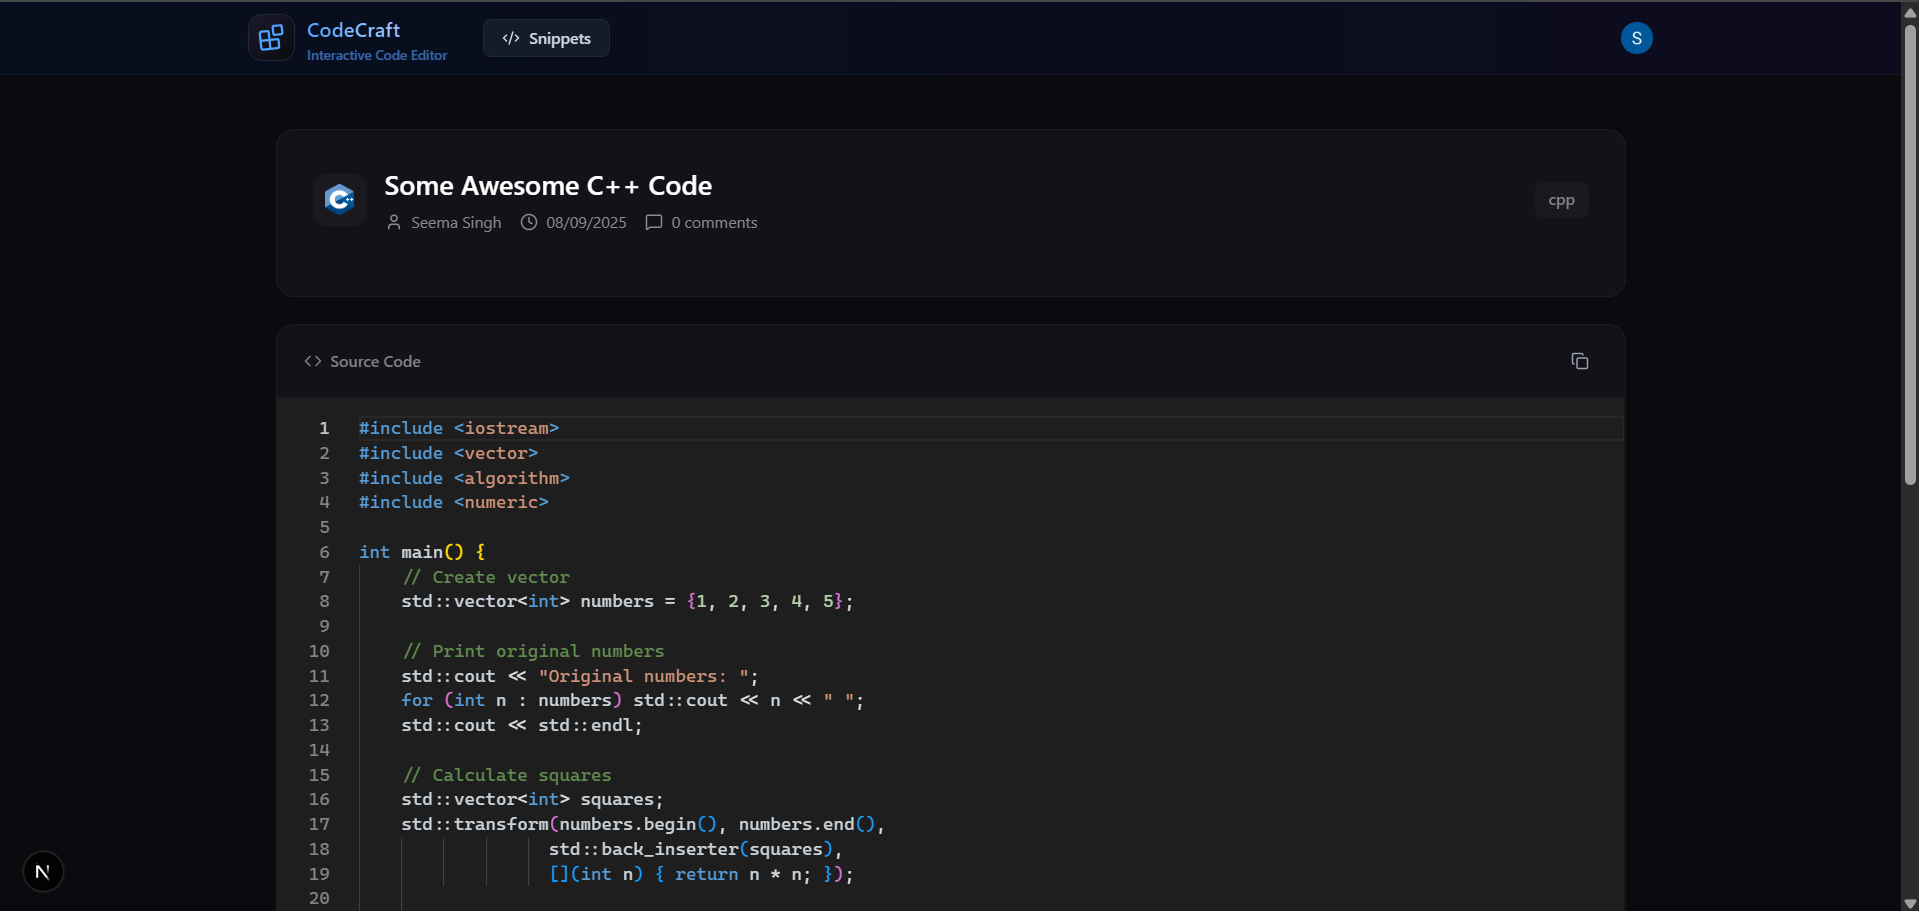 CodeCraft
Interactive Code Editor
</> Snippets
S
Some Awesome C++ Code
Seema Singh 08/09/2025 0 comments
cpp
<> Source Code
1 #include <iostream>
2 #include <vector>
3 #include <algorithm>
4 #include <numeric>
5
6 int main() {
7     // Create vector
8     std::vector<int> numbers = {1, 2, 3, 4, 5};
9
10     // Print original numbers
11     std::cout << "Original numbers: ";
12     for (int n : numbers) std::cout << n << " ";
13     std::cout << std::endl;
14
15     // Calculate squares
16     std::vector<int> squares;
17     std::transform(numbers.begin(), numbers.end(),
18                   std::back_inserter(squares),
19                   [](int n) { return n * n; });
20
N